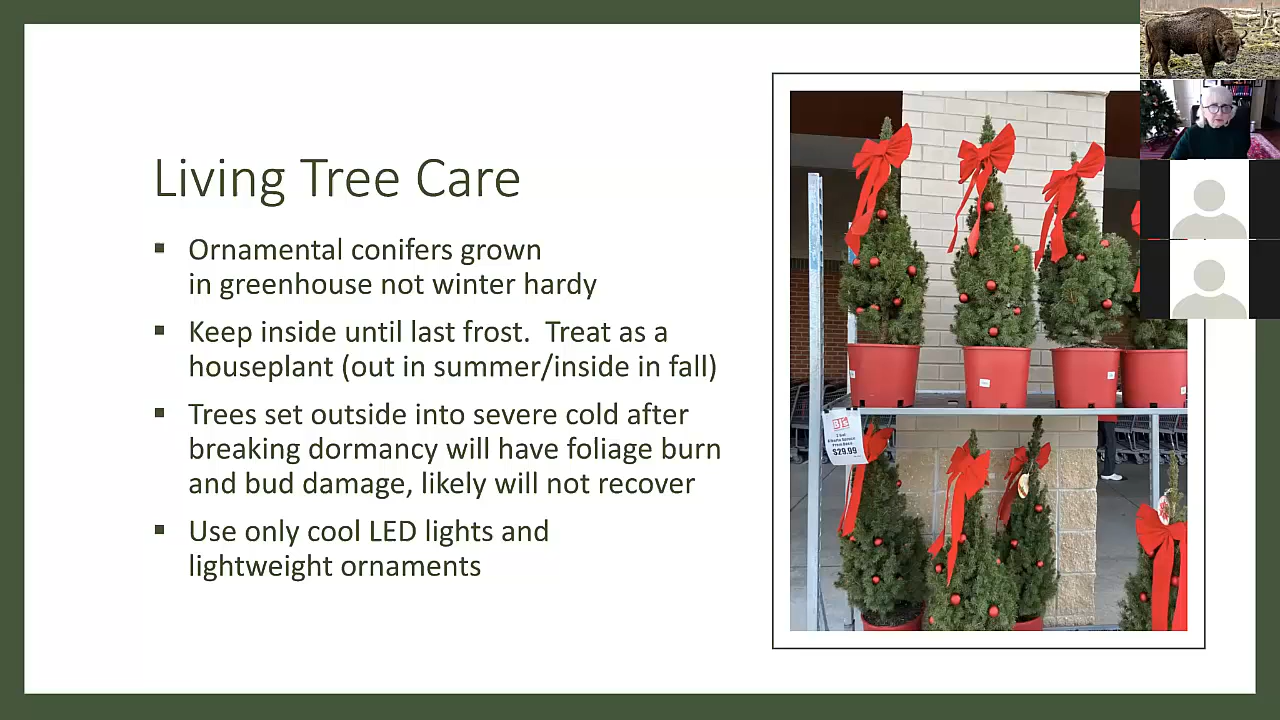 Living Tree Care
▪ Ornamental conifers grown
in greenhouse not winter hardy
▪ Keep inside until last frost.  Treat as a
houseplant (out in summer/inside in fall)
▪ Trees set outside into severe cold after
breaking dormancy will have foliage burn
and bud damage, likely will not recover
▪ Use only cool LED lights and
lightweight ornaments
BJ's
$29.99